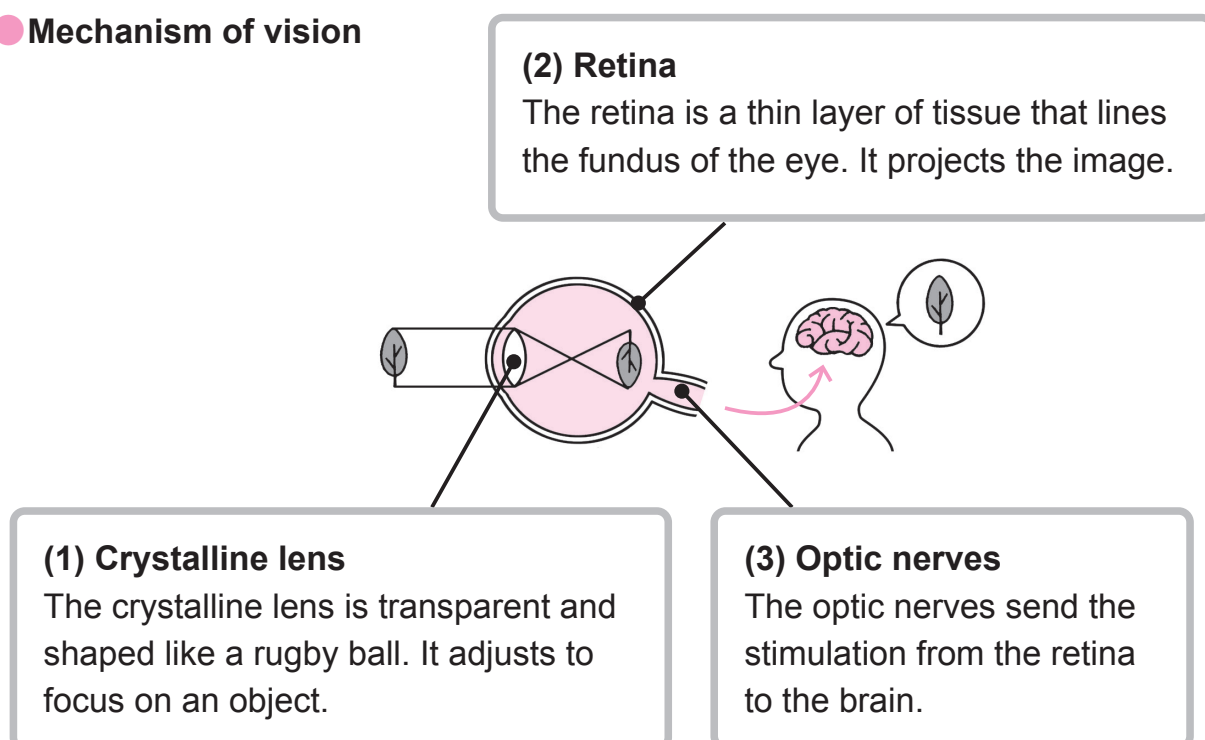 Mechanism of vision
(2) Retina
The retina is a thin layer of tissue that lines
the fundus of the eye. It projects the image.
(1) Crystalline lens
The crystalline lens is transparent and
shaped like a rugby ball. It adjusts to
focus on an object.
(3) Optic nerves
The optic nerves send the
stimulation from the retina
to the brain.